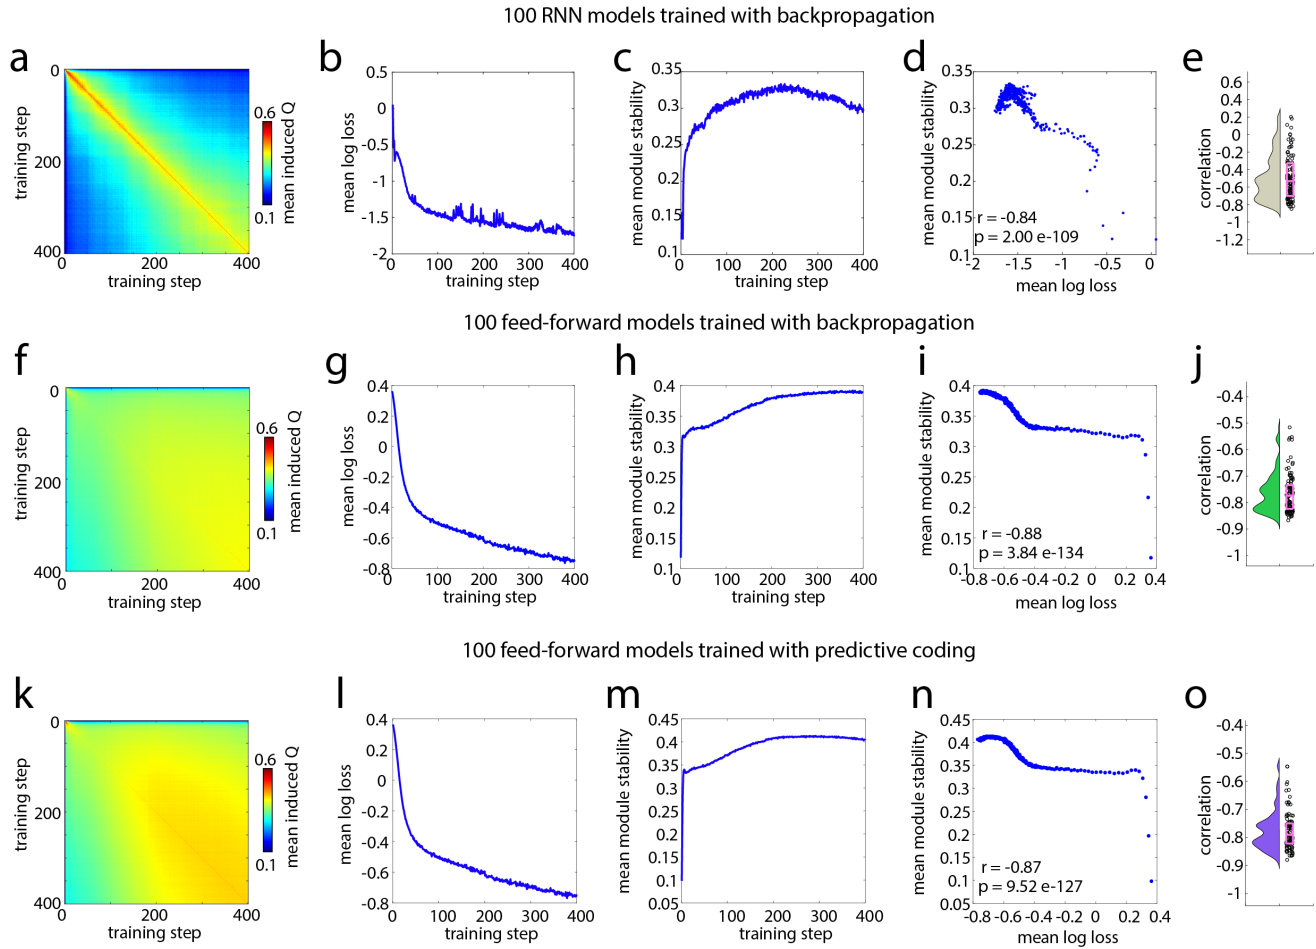 100 RNN models trained with backpropagation
a
training step
0
200
400
0
200
400
training step
0.6
0.1
mean induced Q
b
mean log loss
0.5
0
-0.5
-1
-1.5
-2
0
100
200
300
400
training step
c
mean module stability
0.35
0.3
0.25
0.2
0.15
0.1
0
100
200
300
400
training step
d
mean module stability
0.35
0.3
0.25
0.2
0.15
0.1
r = -0.84
p = 2.00 e-109
-2
-1.5
-1
-0.5
0
mean log loss
e
correlation
0.6
0.4
0.2
0
-0.2
-0.4
-0.6
-0.8
-1
-1.2
100 feed-forward models trained with backpropagation
f
training step
0
200
400
0
200
400
training step
0.6
0.1
mean induced Q
g
mean log loss
0.4
0.2
0
-0.2
-0.4
-0.6
-0.8
0
100
200
300
400
training step
h
mean module stability
0.4
0.35
0.3
0.25
0.2
0.15
0.1
0
100
200
300
400
training step
i
mean module stability
0.4
0.35
0.3
0.25
0.2
0.15
0.1
r = -0.88
p = 3.84 e-134
-0.8
-0.6
-0.4
-0.2
0
0.2
0.4
mean log loss
j
correlation
-0.4
-0.5
-0.6
-0.7
-0.8
-0.9
-1
100 feed-forward models trained with predictive coding
k
training step
0
200
400
0
200
400
training step
0.6
0.1
mean induced Q
l
mean log loss
0.4
0.2
0
-0.2
-0.4
-0.6
-0.8
0
100
200
300
400
training step
m
mean module stability
0.45
0.4
0.35
0.3
0.25
0.2
0.15
0.1
0.05
0
100
200
300
400
training step
n
mean module stability
0.45
0.4
0.35
0.3
0.25
0.2
0.15
0.1
0.05
r = -0.87
p = 9.52 e-127
-0.8
-0.6
-0.4
-0.2
0
0.2
0.4
mean log loss
o
correlation
-0.4
-0.5
-0.6
-0.7
-0.8
-0.9
-1